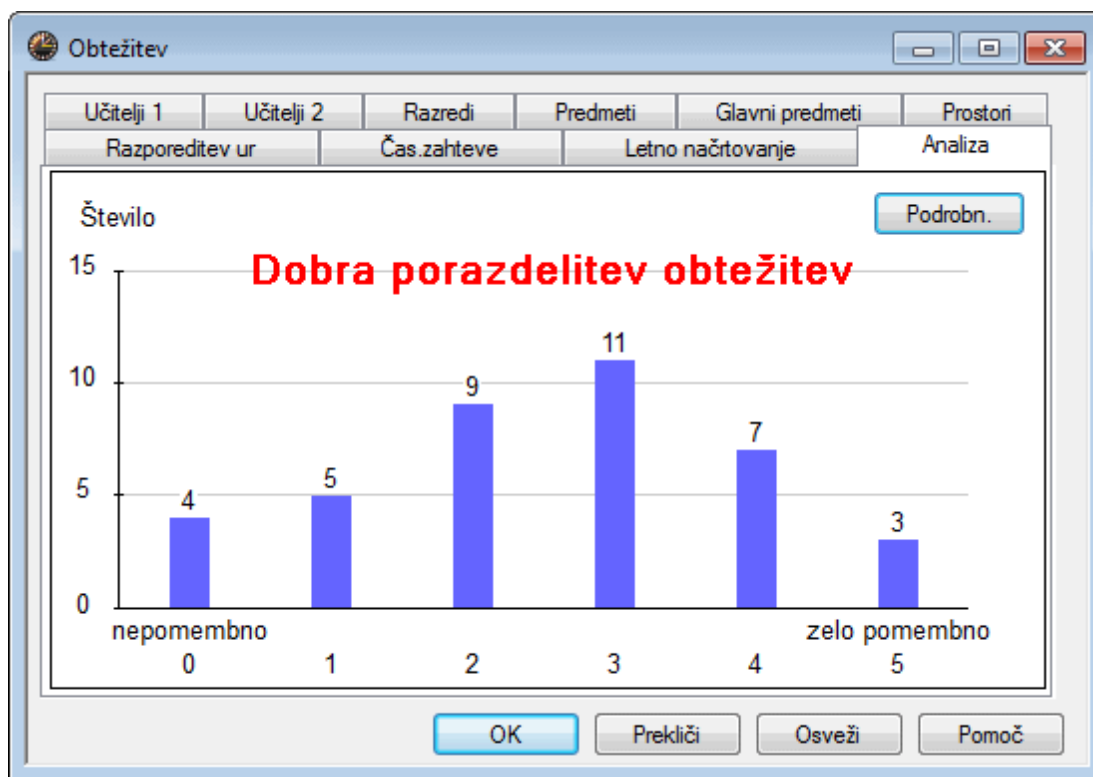 Obtežitev
Učitelji 1 Učitelji 2 Razredi Predmeti Glavni predmeti Prostori
Razporeditev ur Čas.zahteve Letno načrtovanje Analiza
Število Podrobn.
Dobra porazdelitev obtežitev
15
11
10
9
7
5
5
4
3
0
nepomembno zelo pomembno
0 1 2 3 4 5
OK Prekliči Osveži Pomoč